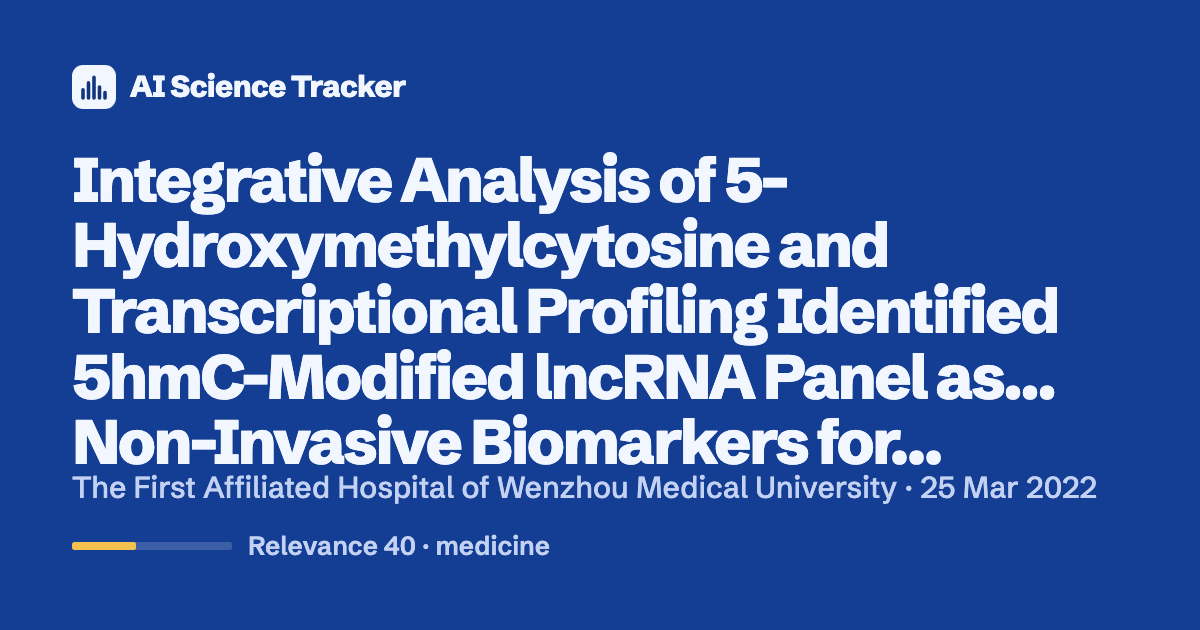 AI Science Tracker
Integrative Analysis of 5-
Hydroxymethylcytosine and
Transcriptional Profiling Identified
5hmC-Modified lncRNA Panel as...
Non-Invasive Biomarkers for...
The First Affiliated Hospital of Wenzhou Medical University · 25 Mar 2022
Relevance 40 · medicine